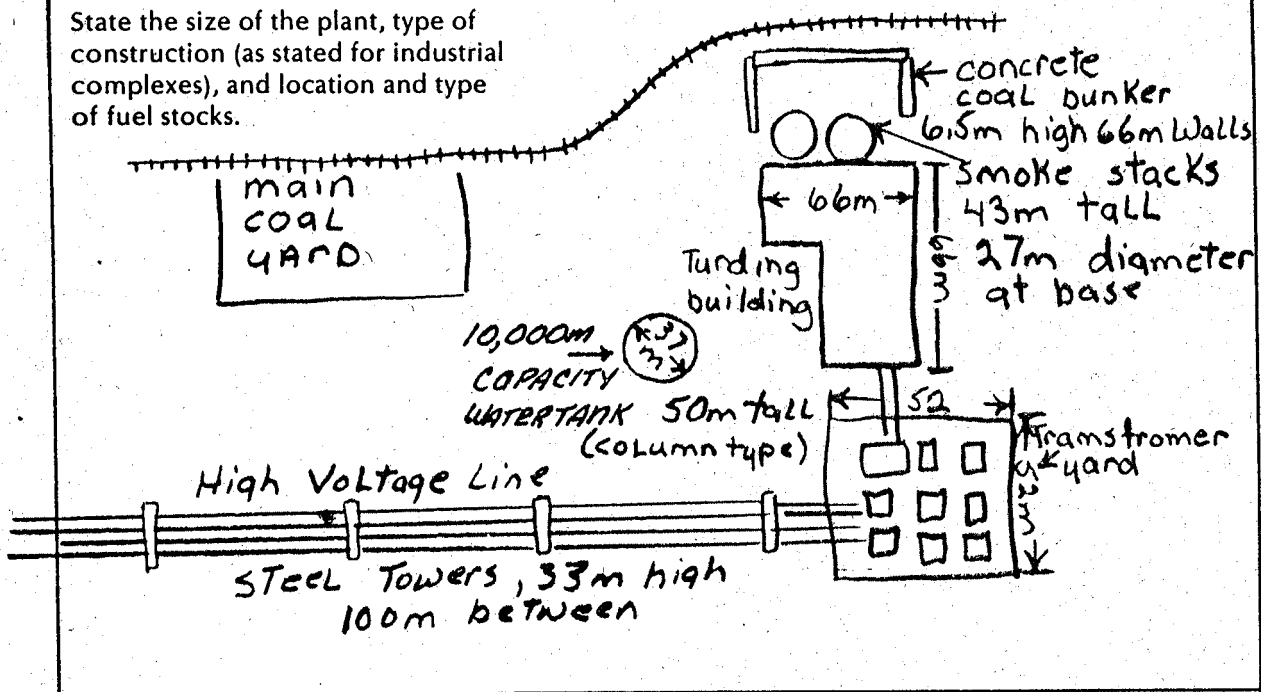 State the size of the plant, type of
construction (as stated for industrial
complexes), and location and type
of fuel stocks.
concrete
coal bunker
6.5m high 66m Walls
Smoke stacks
43m tall
27m diameter
at base
main
coal
yard
66m
Turding
building
10,000m
CAPACITY
WATERTANK 50m tall
(column type)
37
m
52
Tramstromer
yard
52m
High Voltage Line
STEEL Towers, 33m high
100m between